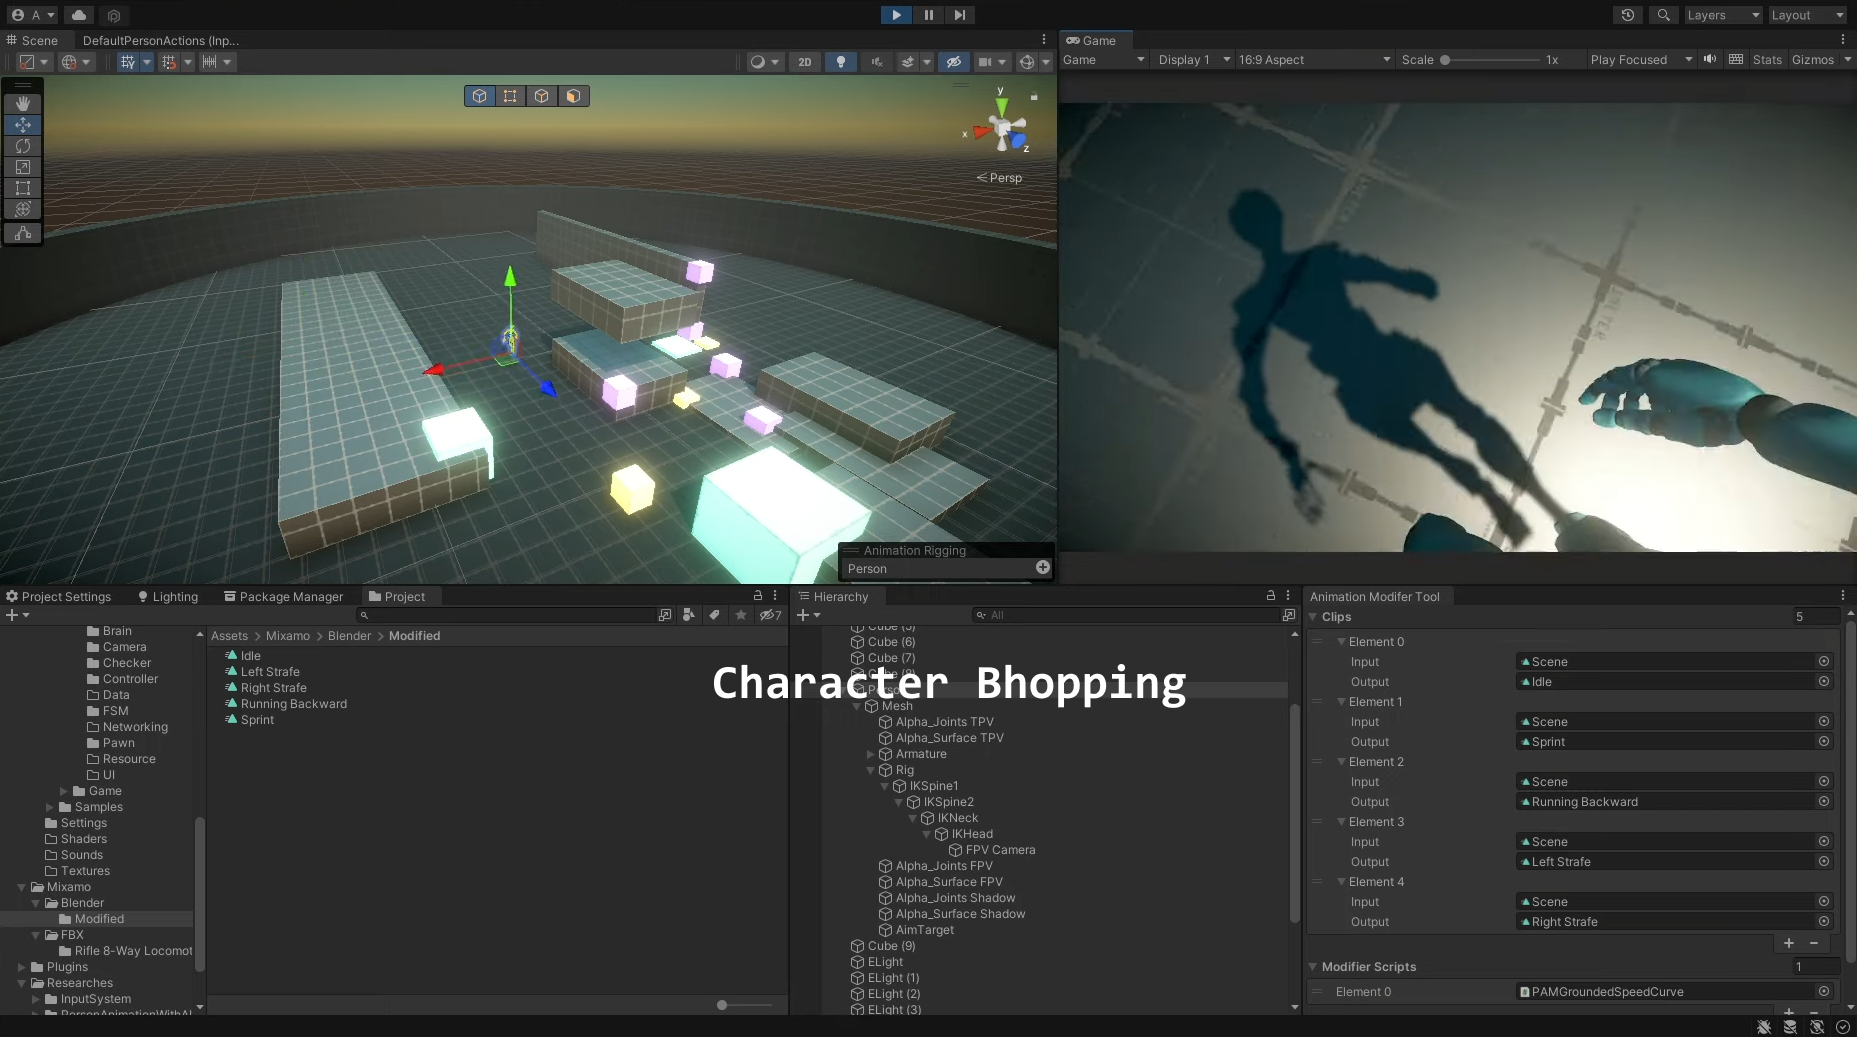 A
Layers
Layout
Scene
DefaultPersonActions (Inp...
Game
2D
Game
Display 1
16:9 Aspect
Scale
1x
Play Focused
Stats
Gizmos
y
x
z
Persp
Animation Rigging
Person
Project Settings
Lighting
Package Manager
Project
Hierarchy
Animation Modifer Tool
7
All
Brain
Camera
Checker
Controller
Data
FSM
Networking
Pawn
Resource
UI
Game
Samples
Settings
Shaders
Sounds
Textures
Mixamo
Blender
Modified
FBX
Rifle 8-Way Locomot
Plugins
Researches
InputSystem
Assets > Mixamo > Blender > Modified
Idle
Left Strafe
Right Strafe
Running Backward
Sprint
Character Bhopping
Cube (6)
Cube (7)
Mesh
Alpha_Joints TPV
Alpha_Surface TPV
Armature
Rig
IKSpine1
IKSpine2
IKNeck
IKHead
FPV Camera
Alpha_Joints FPV
Alpha_Surface FPV
Alpha_Joints Shadow
Alpha_Surface Shadow
AimTarget
Cube (9)
ELight
ELight (1)
ELight (2)
ELight (3)
Clips
5
Element 0
Input
Scene
Output
Idle
Element 1
Input
Scene
Output
Sprint
Element 2
Input
Scene
Output
Running Backward
Element 3
Input
Scene
Output
Left Strafe
Element 4
Input
Scene
Output
Right Strafe
Modifier Scripts
1
Element 0
PAMGroundedSpeedCurve